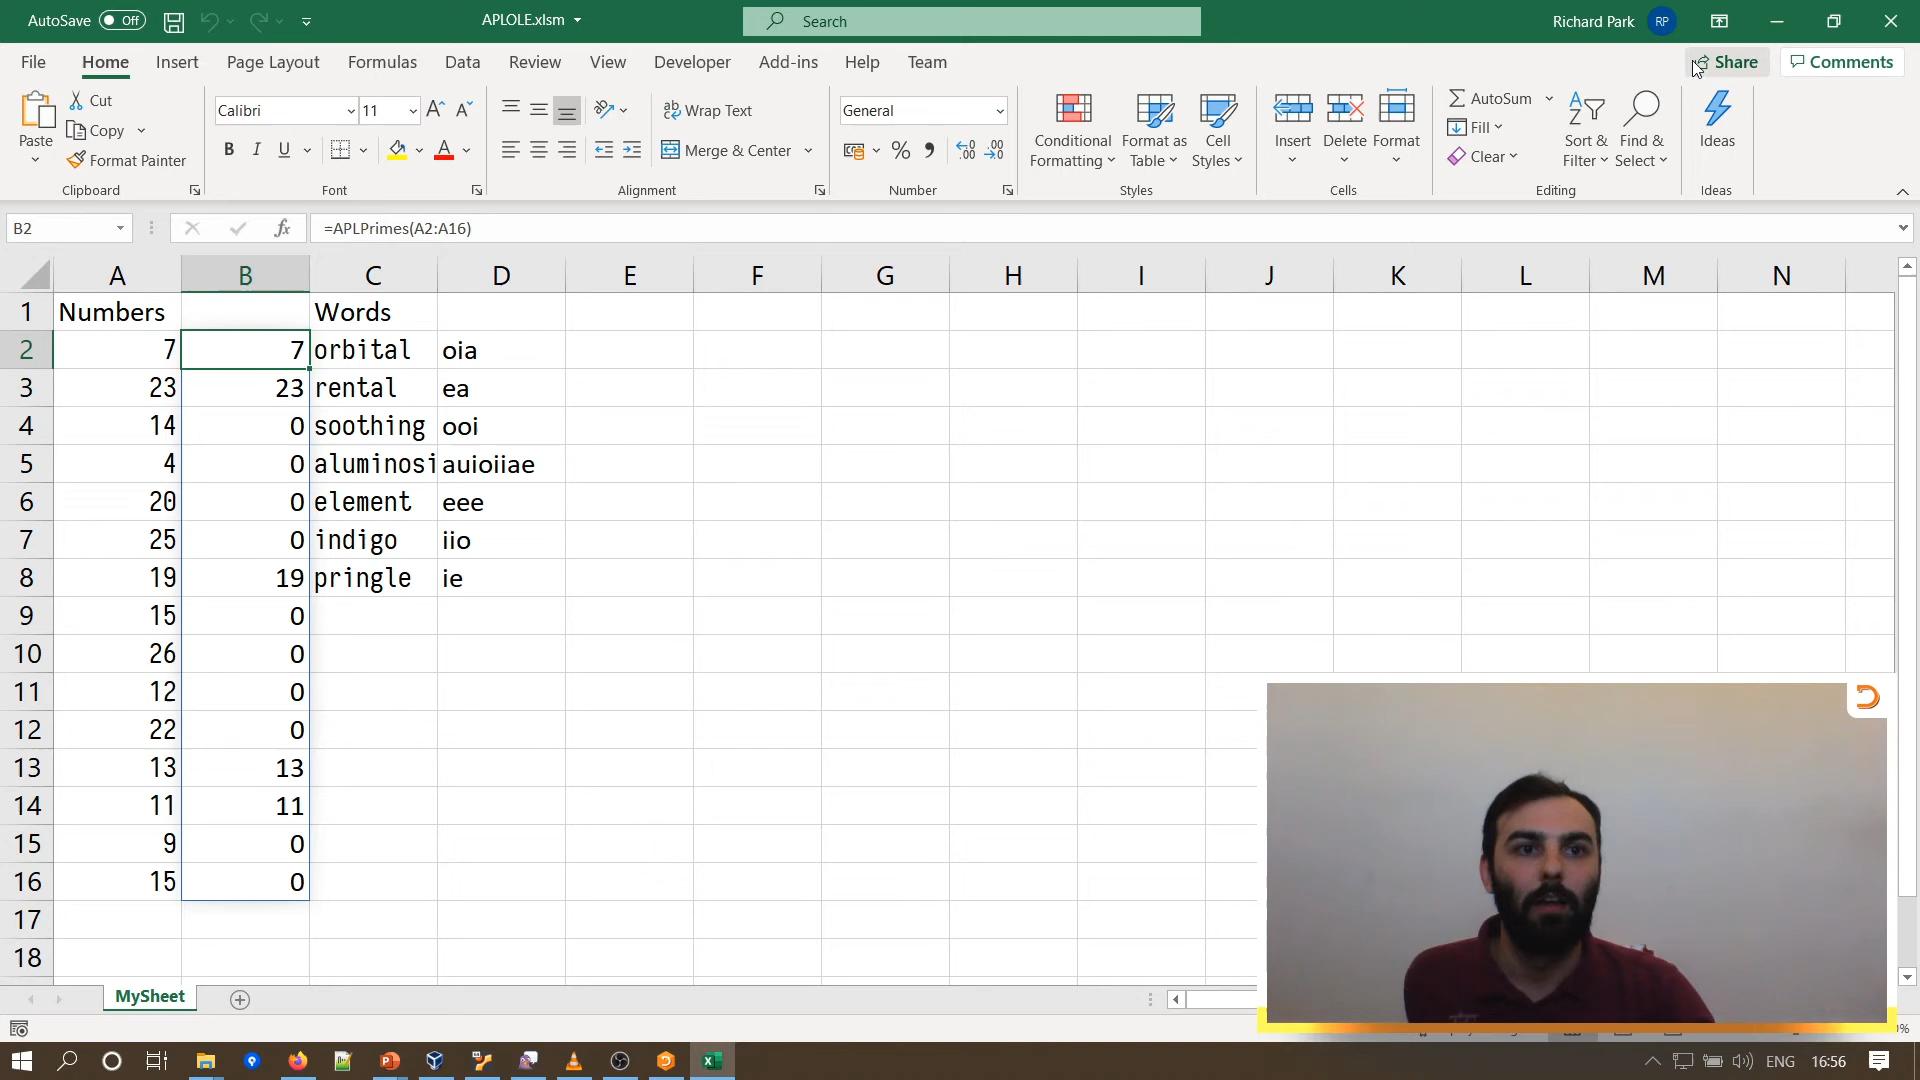 AutoSave Off APLOLE.xlsm Search Richard Park RP
File Home Insert Page Layout Formulas Data Review View Developer Add-ins Help Team Share Comments
Paste
Cut
Copy
Format Painter
Clipboard
Calibri 11
B I U A
Font
Wrap Text
Merge & Center
Alignment
General
%
Number
Conditional Formatting
Format as Table
Cell Styles
Styles
Insert
Delete
Format
Cells
AutoSum
Fill
Clear
Sort & Filter
Find & Select
Editing
Ideas
Ideas
B2 fx =APLPrimes(A2:A16)
A B C D E F G H I J K L M N
1 Numbers Words
2 7 7 orbital oia
3 23 23 rental ea
4 14 0 soothing ooi
5 4 0 aluminosi auioiiae
6 20 0 element eee
7 25 0 indigo iio
8 19 19 pringle ie
9 15 0
10 26 0
11 12 0
12 22 0
13 13 13
14 11 11
15 9 0
16 15 0
17
18
MySheet
ENG 16:56